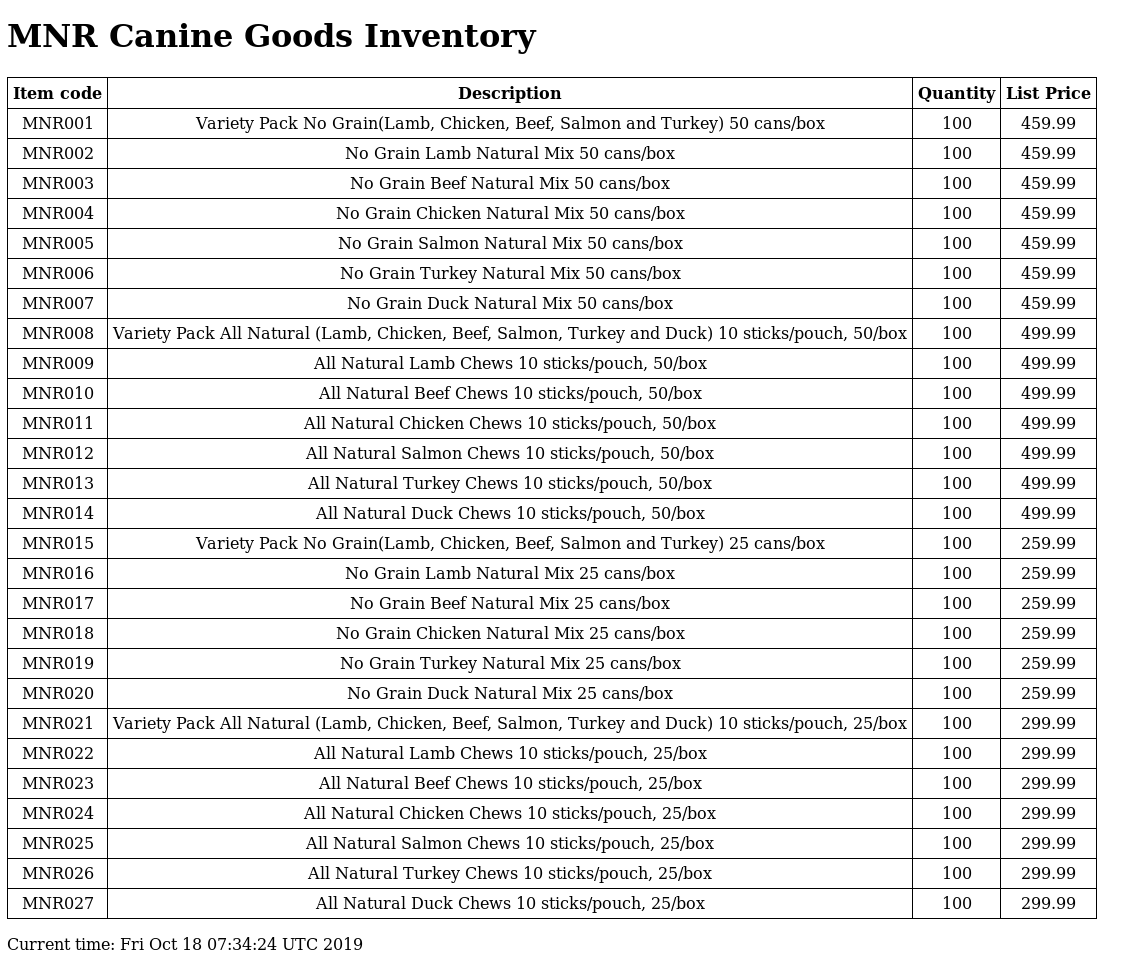 MNR Canine Goods Inventory
Item code Description Quantity List Price
MNR001 Variety Pack No Grain(Lamb, Chicken, Beef, Salmon and Turkey) 50 cans/box 100 459.99
MNR002 No Grain Lamb Natural Mix 50 cans/box 100 459.99
MNR003 No Grain Beef Natural Mix 50 cans/box 100 459.99
MNR004 No Grain Chicken Natural Mix 50 cans/box 100 459.99
MNR005 No Grain Salmon Natural Mix 50 cans/box 100 459.99
MNR006 No Grain Turkey Natural Mix 50 cans/box 100 459.99
MNR007 No Grain Duck Natural Mix 50 cans/box 100 459.99
MNR008 Variety Pack All Natural (Lamb, Chicken, Beef, Salmon, Turkey and Duck) 10 sticks/pouch, 50/box 100 499.99
MNR009 All Natural Lamb Chews 10 sticks/pouch, 50/box 100 499.99
MNR010 All Natural Beef Chews 10 sticks/pouch, 50/box 100 499.99
MNR011 All Natural Chicken Chews 10 sticks/pouch, 50/box 100 499.99
MNR012 All Natural Salmon Chews 10 sticks/pouch, 50/box 100 499.99
MNR013 All Natural Turkey Chews 10 sticks/pouch, 50/box 100 499.99
MNR014 All Natural Duck Chews 10 sticks/pouch, 50/box 100 499.99
MNR015 Variety Pack No Grain(Lamb, Chicken, Beef, Salmon and Turkey) 25 cans/box 100 259.99
MNR016 No Grain Lamb Natural Mix 25 cans/box 100 259.99
MNR017 No Grain Beef Natural Mix 25 cans/box 100 259.99
MNR018 No Grain Chicken Natural Mix 25 cans/box 100 259.99
MNR019 No Grain Turkey Natural Mix 25 cans/box 100 259.99
MNR020 No Grain Duck Natural Mix 25 cans/box 100 259.99
MNR021 Variety Pack All Natural (Lamb, Chicken, Beef, Salmon, Turkey and Duck) 10 sticks/pouch, 25/box 100 299.99
MNR022 All Natural Lamb Chews 10 sticks/pouch, 25/box 100 299.99
MNR023 All Natural Beef Chews 10 sticks/pouch, 25/box 100 299.99
MNR024 All Natural Chicken Chews 10 sticks/pouch, 25/box 100 299.99
MNR025 All Natural Salmon Chews 10 sticks/pouch, 25/box 100 299.99
MNR026 All Natural Turkey Chews 10 sticks/pouch, 25/box 100 299.99
MNR027 All Natural Duck Chews 10 sticks/pouch, 25/box 100 299.99
Current time: Fri Oct 18 07:34:24 UTC 2019